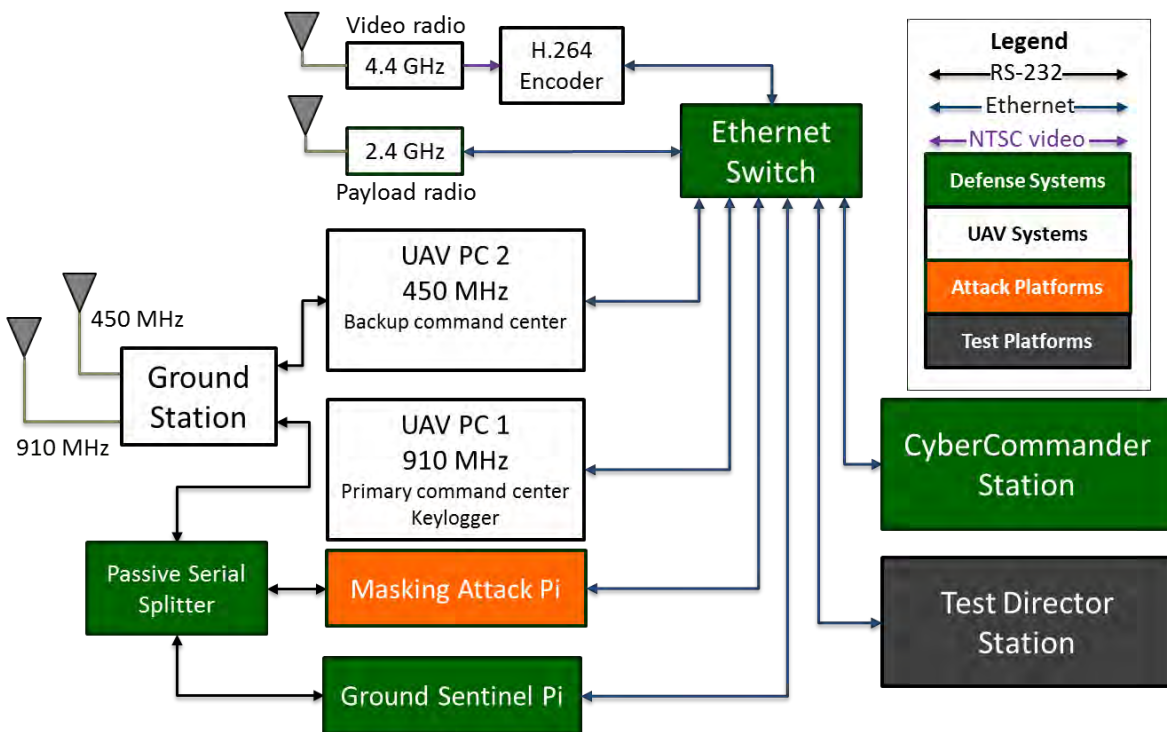 Video radio
4.4 GHz
H.264
Encoder
2.4 GHz
Payload radio
Ethernet
Switch
Legend
RS-232
Ethernet
NTSC video
Defense Systems
UAV Systems
Attack Platforms
Test Platforms
UAV PC 2
450 MHz
Backup command center
450 MHz
Ground
Station
910 MHz
UAV PC 1
910 MHz
Primary command center
Keylogger
CyberCommander
Station
Passive Serial
Splitter
Masking Attack Pi
Test Director
Station
Ground Sentinel Pi